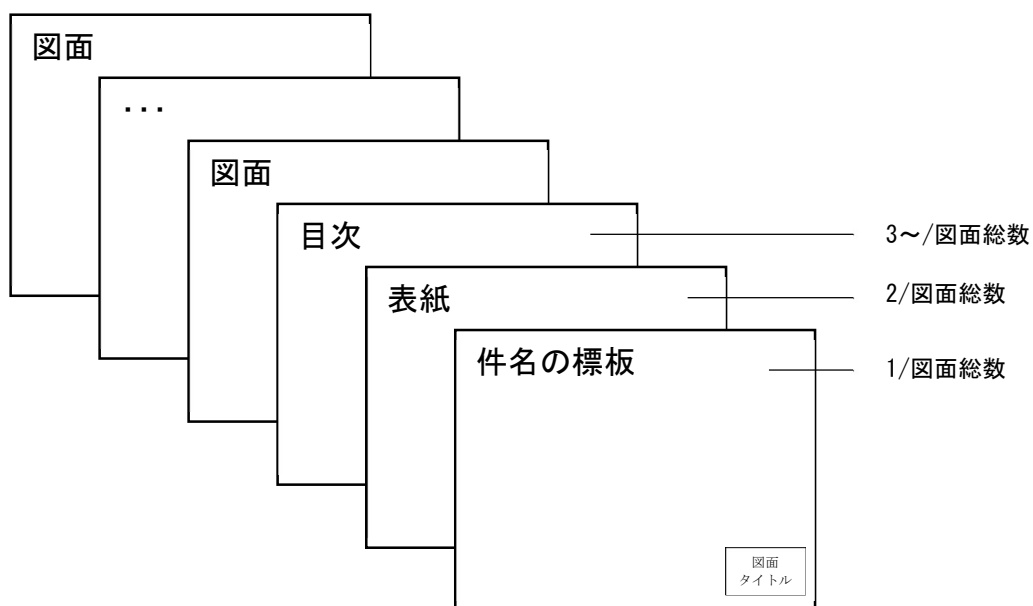 図面
・・・
図面
目次
3～/図面総数
表紙
2/図面総数
件名の標板
1/図面総数
図面
タイトル